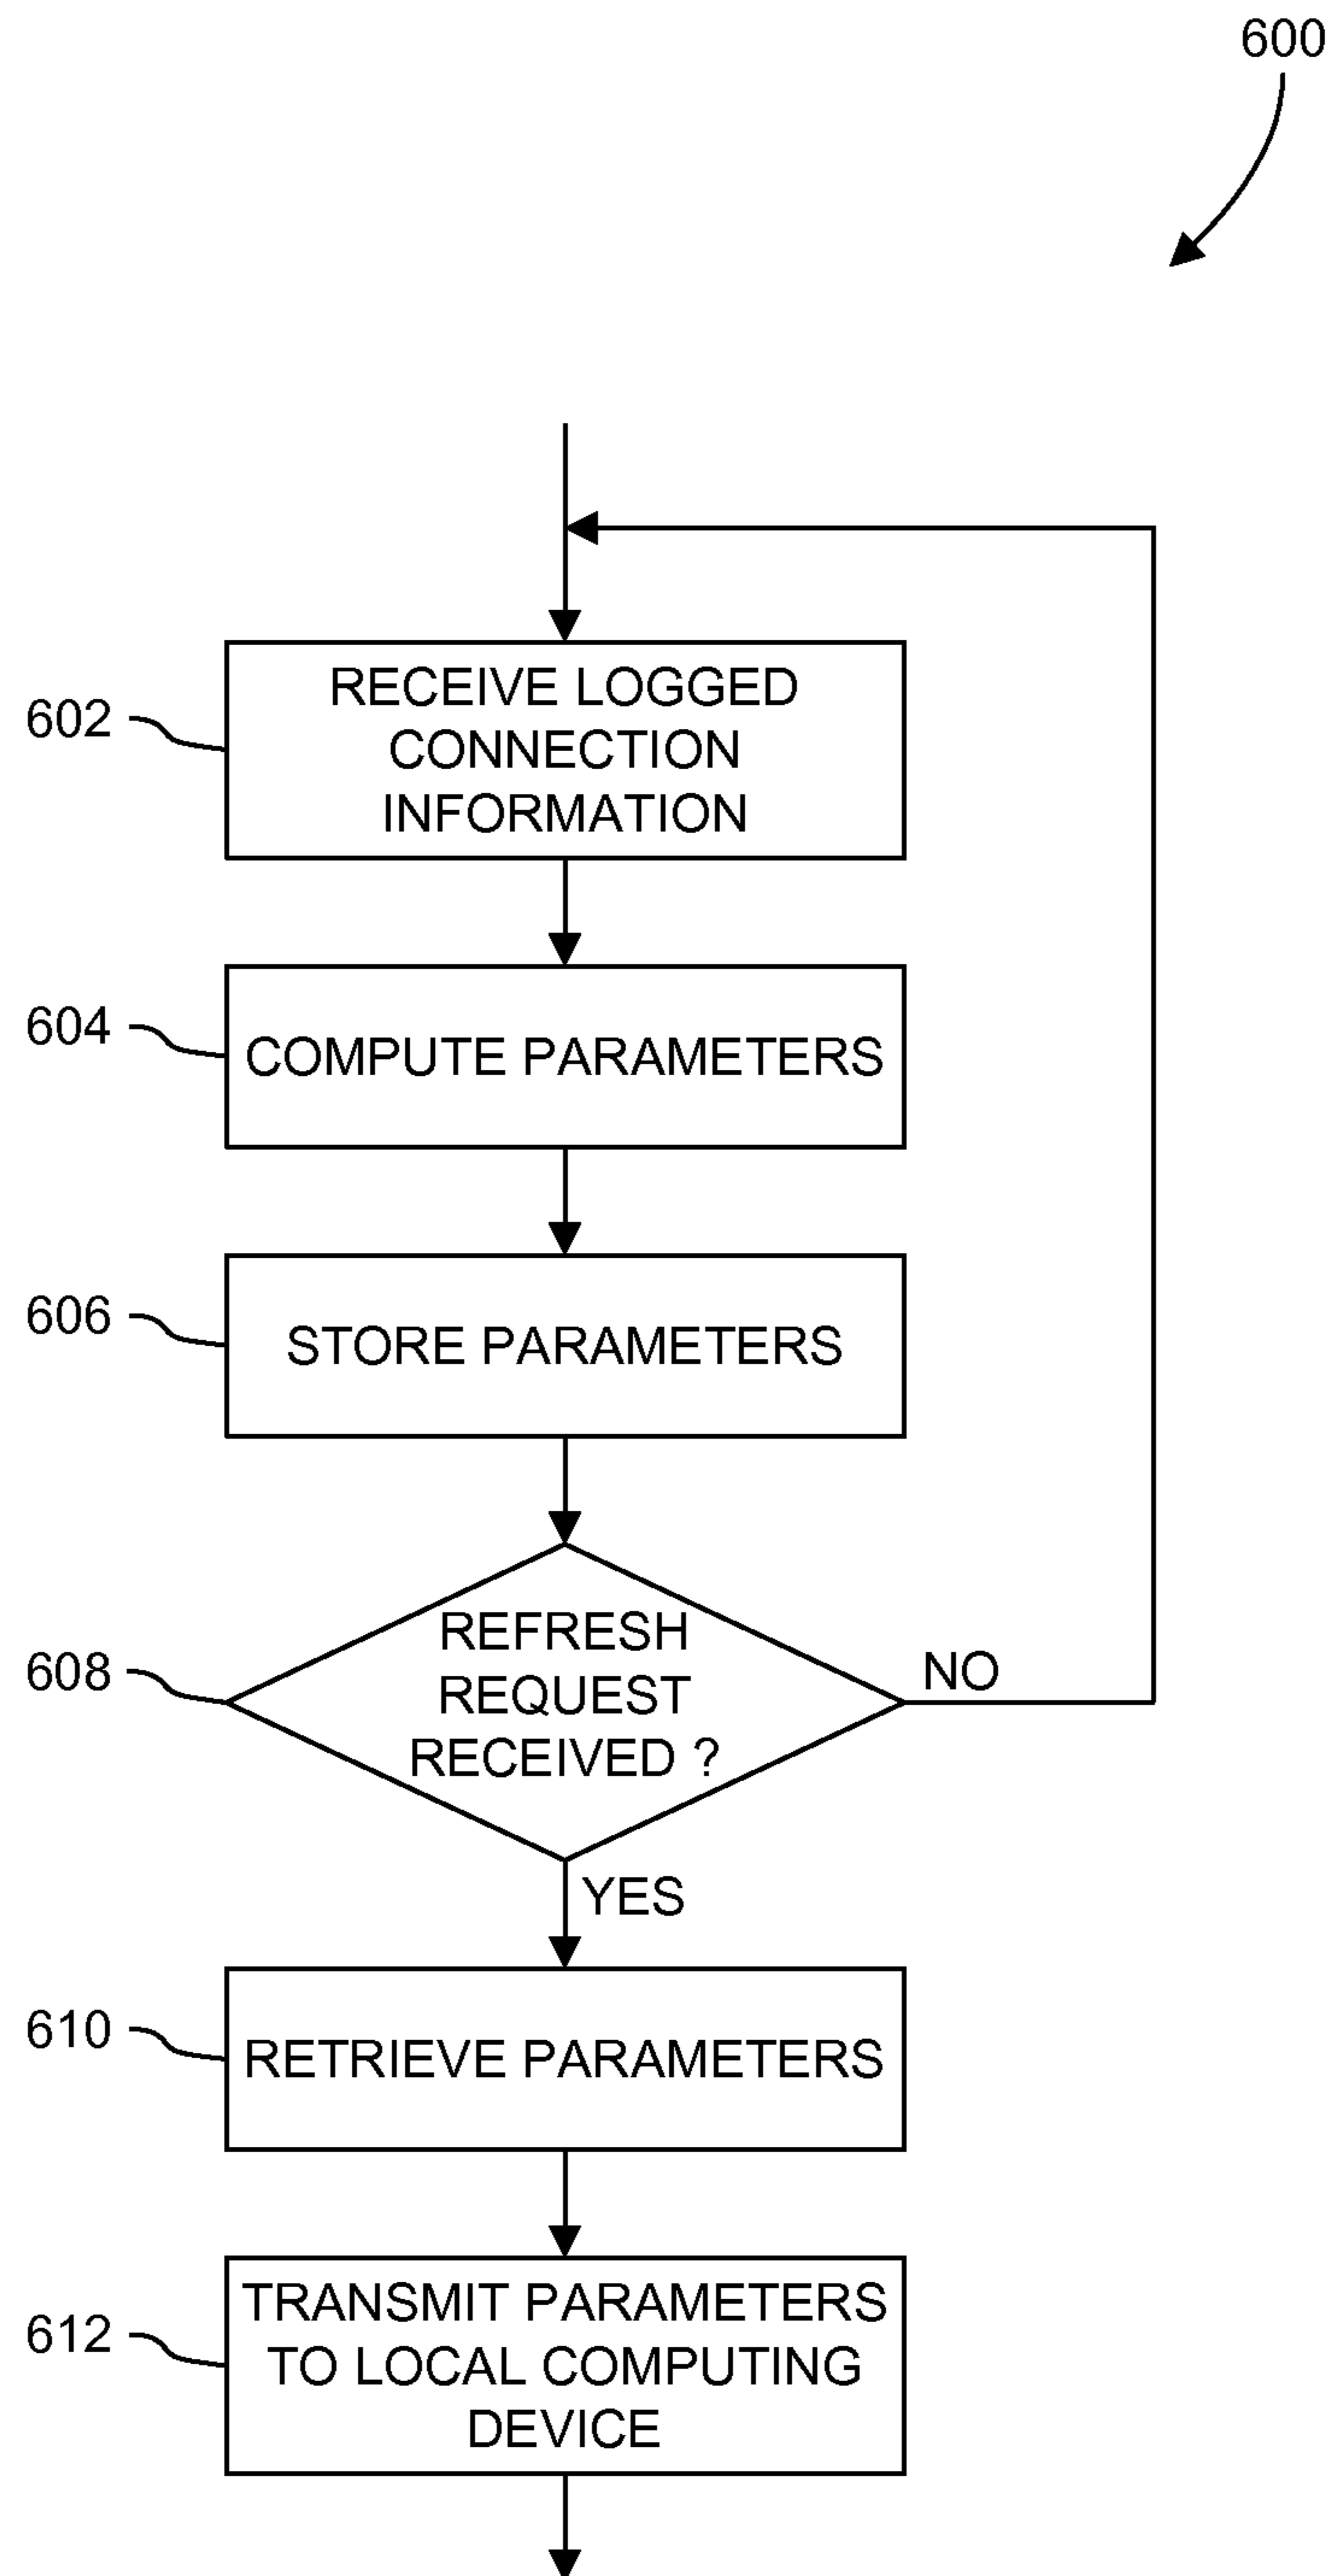 600
602
RECEIVE LOGGED
CONNECTION
INFORMATION
604
COMPUTE PARAMETERS
606
STORE PARAMETERS
608
REFRESH
REQUEST
RECEIVED ?
NO
YES
610
RETRIEVE PARAMETERS
612
TRANSMIT PARAMETERS
TO LOCAL COMPUTING
DEVICE